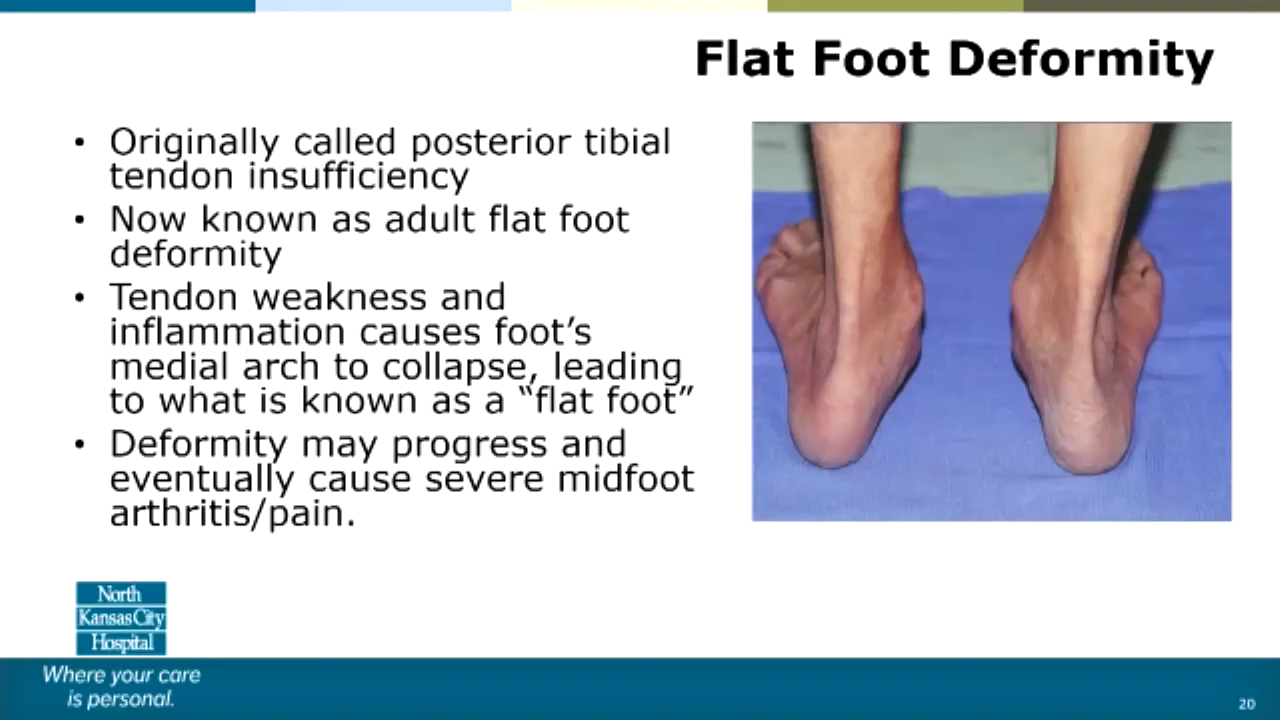 Flat Foot Deformity
• Originally called posterior tibial
tendon insufficiency
• Now known as adult flat foot
deformity
• Tendon weakness and
inflammation causes foot’s
medial arch to collapse, leading
to what is known as a “flat foot”
• Deformity may progress and
eventually cause severe midfoot
arthritis/pain.
North
KansasCity
Hospital
Where your care
is personal.
20